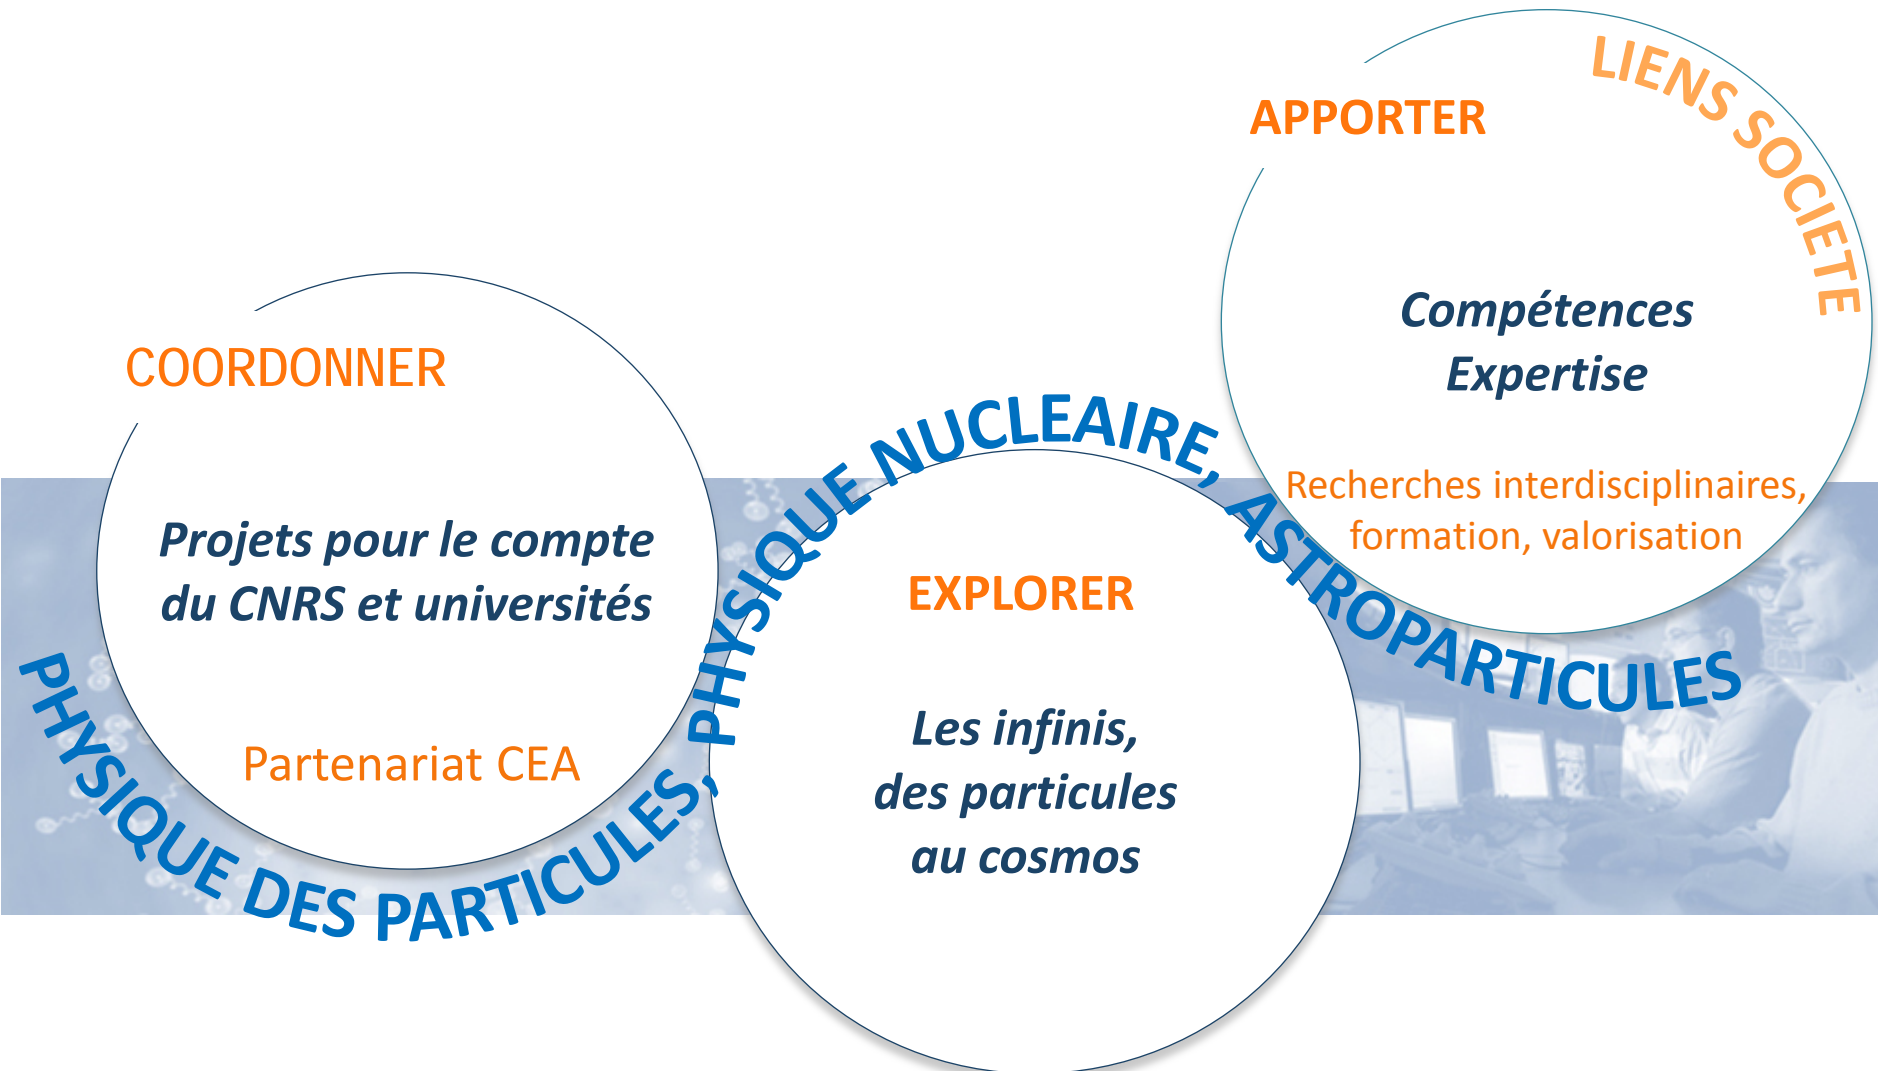 COORDONNER
Projets pour le compte
du CNRS et universités
Partenariat CEA
PHYSIQUE DES PARTICULES, PHYSIQUE NUCLEAIRE, ASTROPARTICULES
EXPLORER
Les infinis,
des particules
au cosmos
APPORTER
LIENS SOCIETE
Compétences
Expertise
Recherches interdisciplinaires,
formation, valorisation